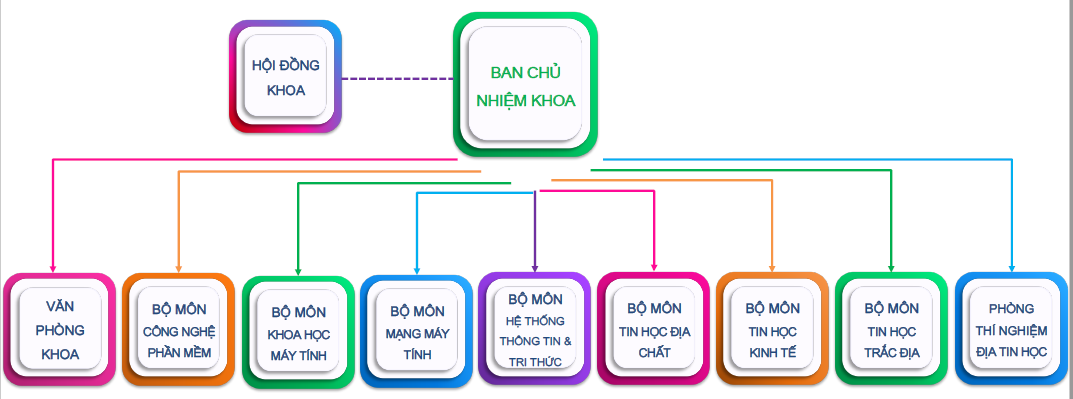 HỘI ĐỒNG
KHOA
BAN CHỦ
NHIỆM KHOA
VĂN
PHÒNG
KHOA
BỘ MÔN
CÔNG NGHỆ
PHẦN MỀM
BỘ MÔN
KHOA HỌC
MÁY TÍNH
BỘ MÔN
MẠNG MÁY
TÍNH
BỘ MÔN
HỆ THỐNG
THÔNG TIN &
TRI THỨC
BỘ MÔN
TIN HỌC ĐỊA
CHẤT
BỘ MÔN
TIN HỌC
KINH TẾ
BỘ MÔN
TIN HỌC
TRẮC ĐỊA
PHÒNG
THÍ NGHIỆM
ĐỊA TIN HỌC